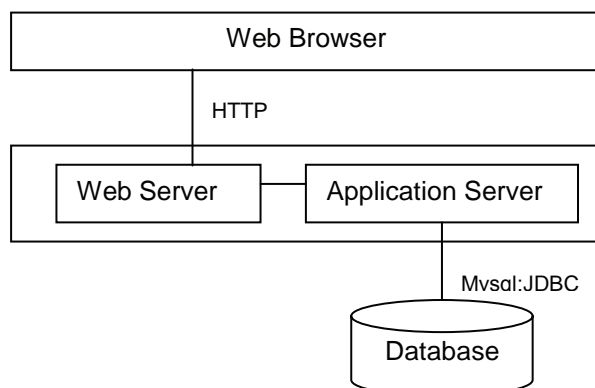 Web Browser
HTTP
Web Server
Application Server
Mysql:JDBC
Database